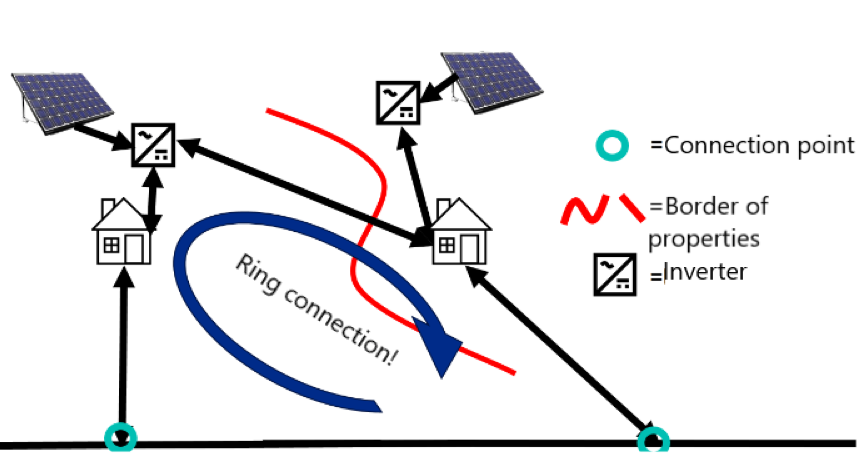 =Connection point
=Border of
properties
=Inverter
Ring connection!